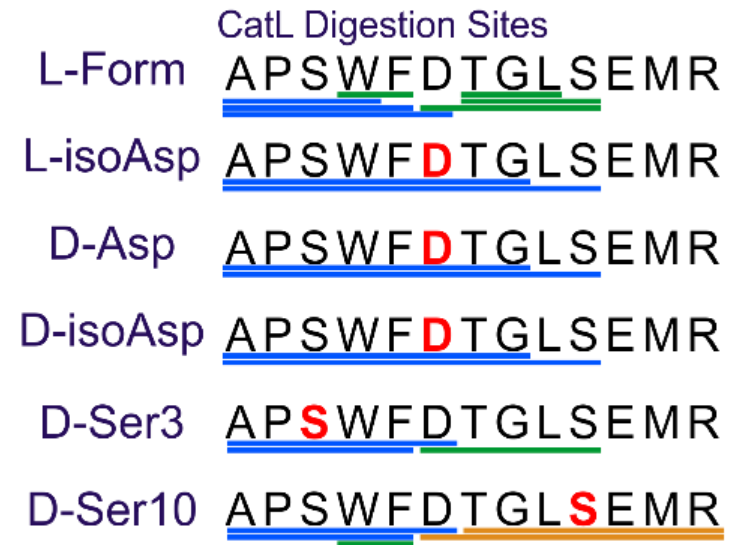 CatL Digestion Sites
L-Form APSWFDTGLSEMR
L-isoAsp APSWFDTGLSEMR
D-Asp APSWFDTGLSEMR
D-isoAsp APSWFDTGLSEMR
D-Ser3 APSWFDTGLSEMR
D-Ser10 APSWFDTGLSEMR